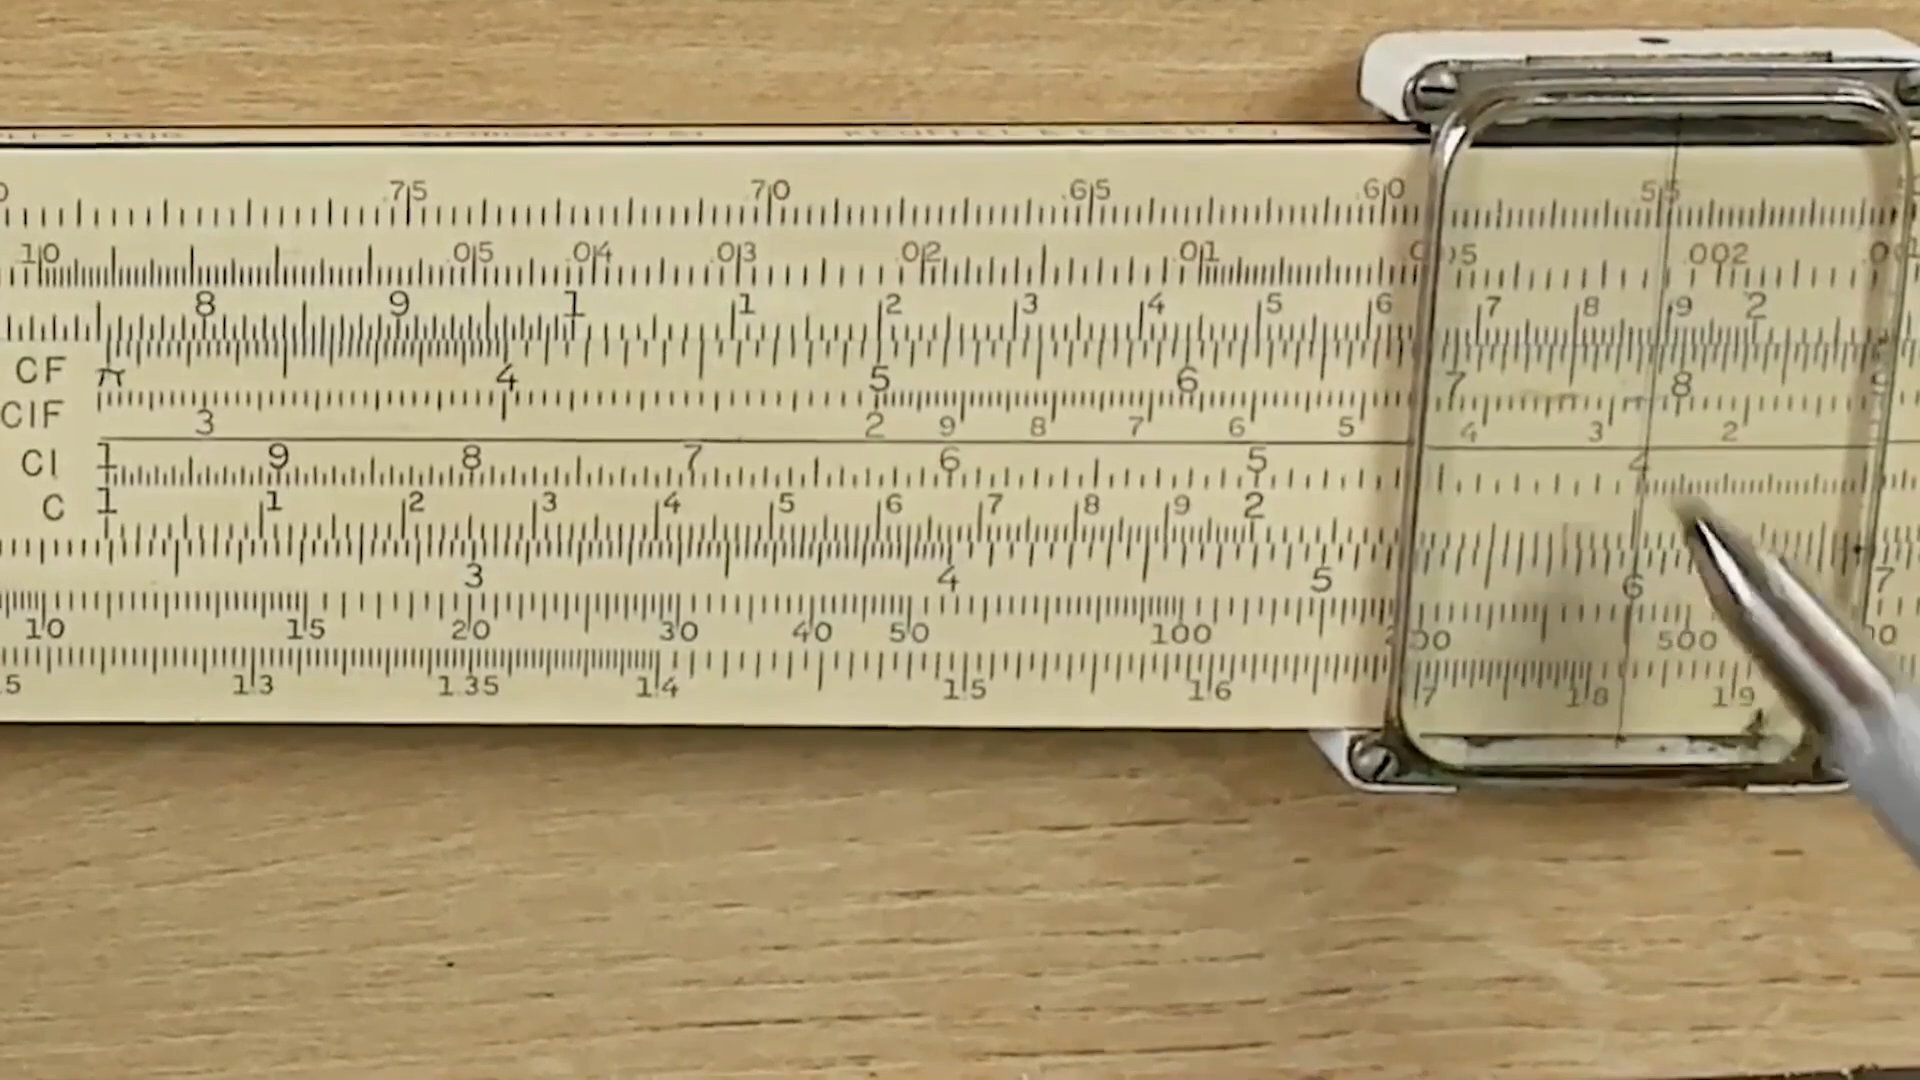 .75 .70 .65 .60 .55
.10 .05 .04 .03 .02 .01 .002
8 9 1 1 2 3 4 5 6 7 8 9 2
CF π 4 5 6 7 8
CIF 3 2 9 8 7 6 5 4 3 2
CI 1 9 8 7 6 5 4
C 1 1 2 3 4 5 6 7 8 9 2
3 4 5 6 7
10 15 20 30 40 50 100 500
1.3 1.35 1.4 1.5 1.6 1.8 1.9